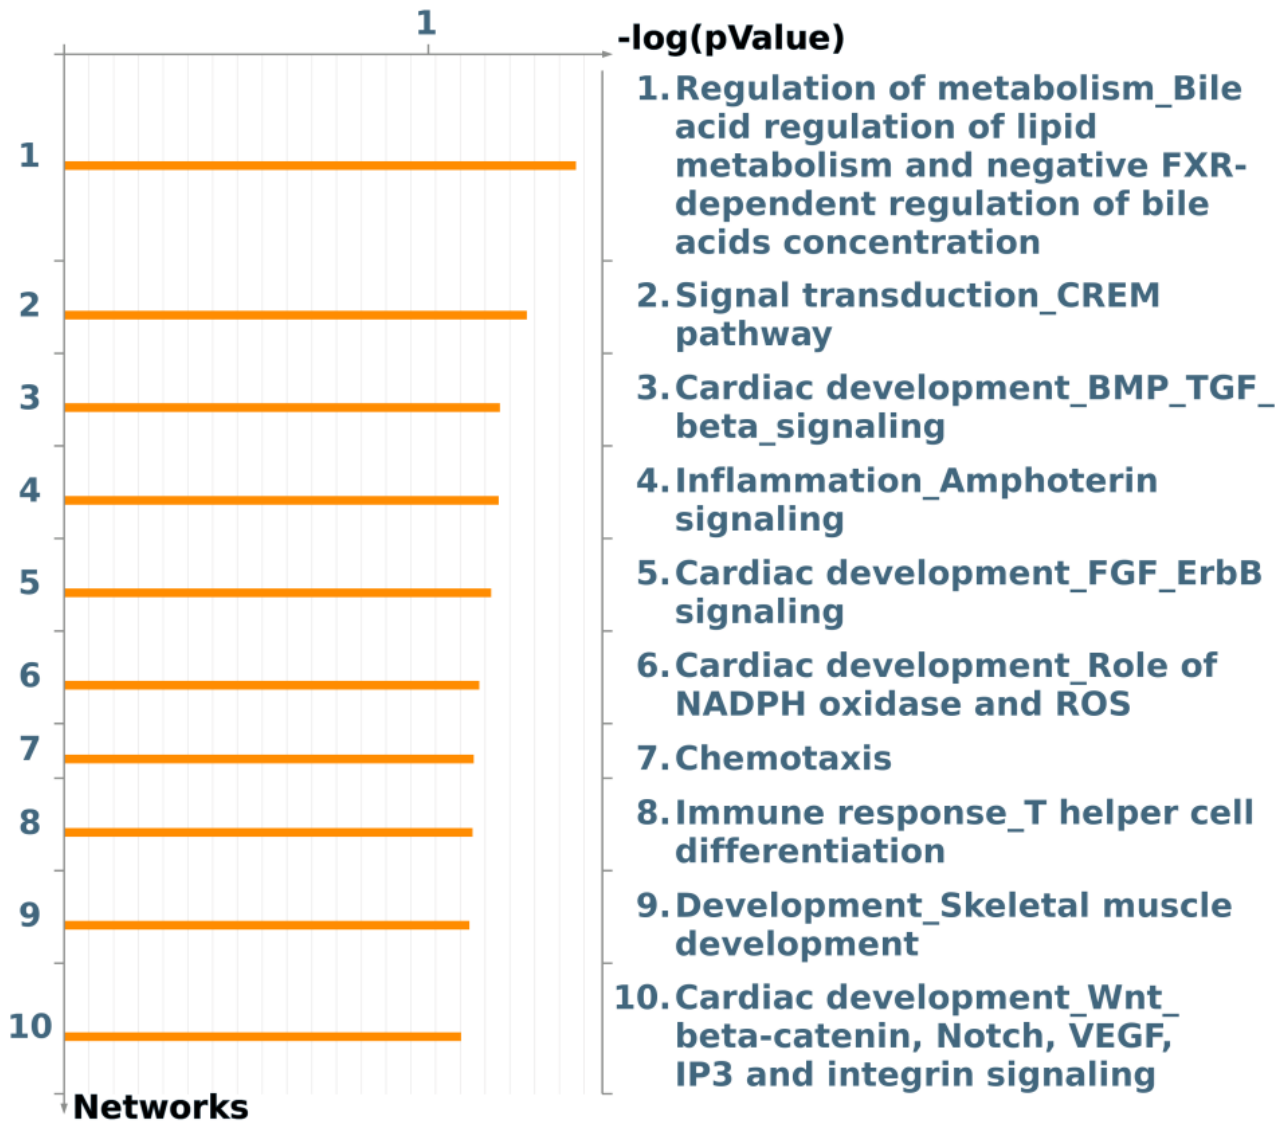 1
-log(pValue)
1
2
3
4
5
6
7
8
9
10
Networks
1. Regulation of metabolism_Bile
acid regulation of lipid
metabolism and negative FXR-
dependent regulation of bile
acids concentration
2. Signal transduction_CREM
pathway
3. Cardiac development_BMP_TGF_
beta_signaling
4. Inflammation_Amphoterin
signaling
5. Cardiac development_FGF_ErbB
signaling
6. Cardiac development_Role of
NADPH oxidase and ROS
7. Chemotaxis
8. Immune response_T helper cell
differentiation
9. Development_Skeletal muscle
development
10. Cardiac development_Wnt_
beta-catenin, Notch, VEGF,
IP3 and integrin signaling